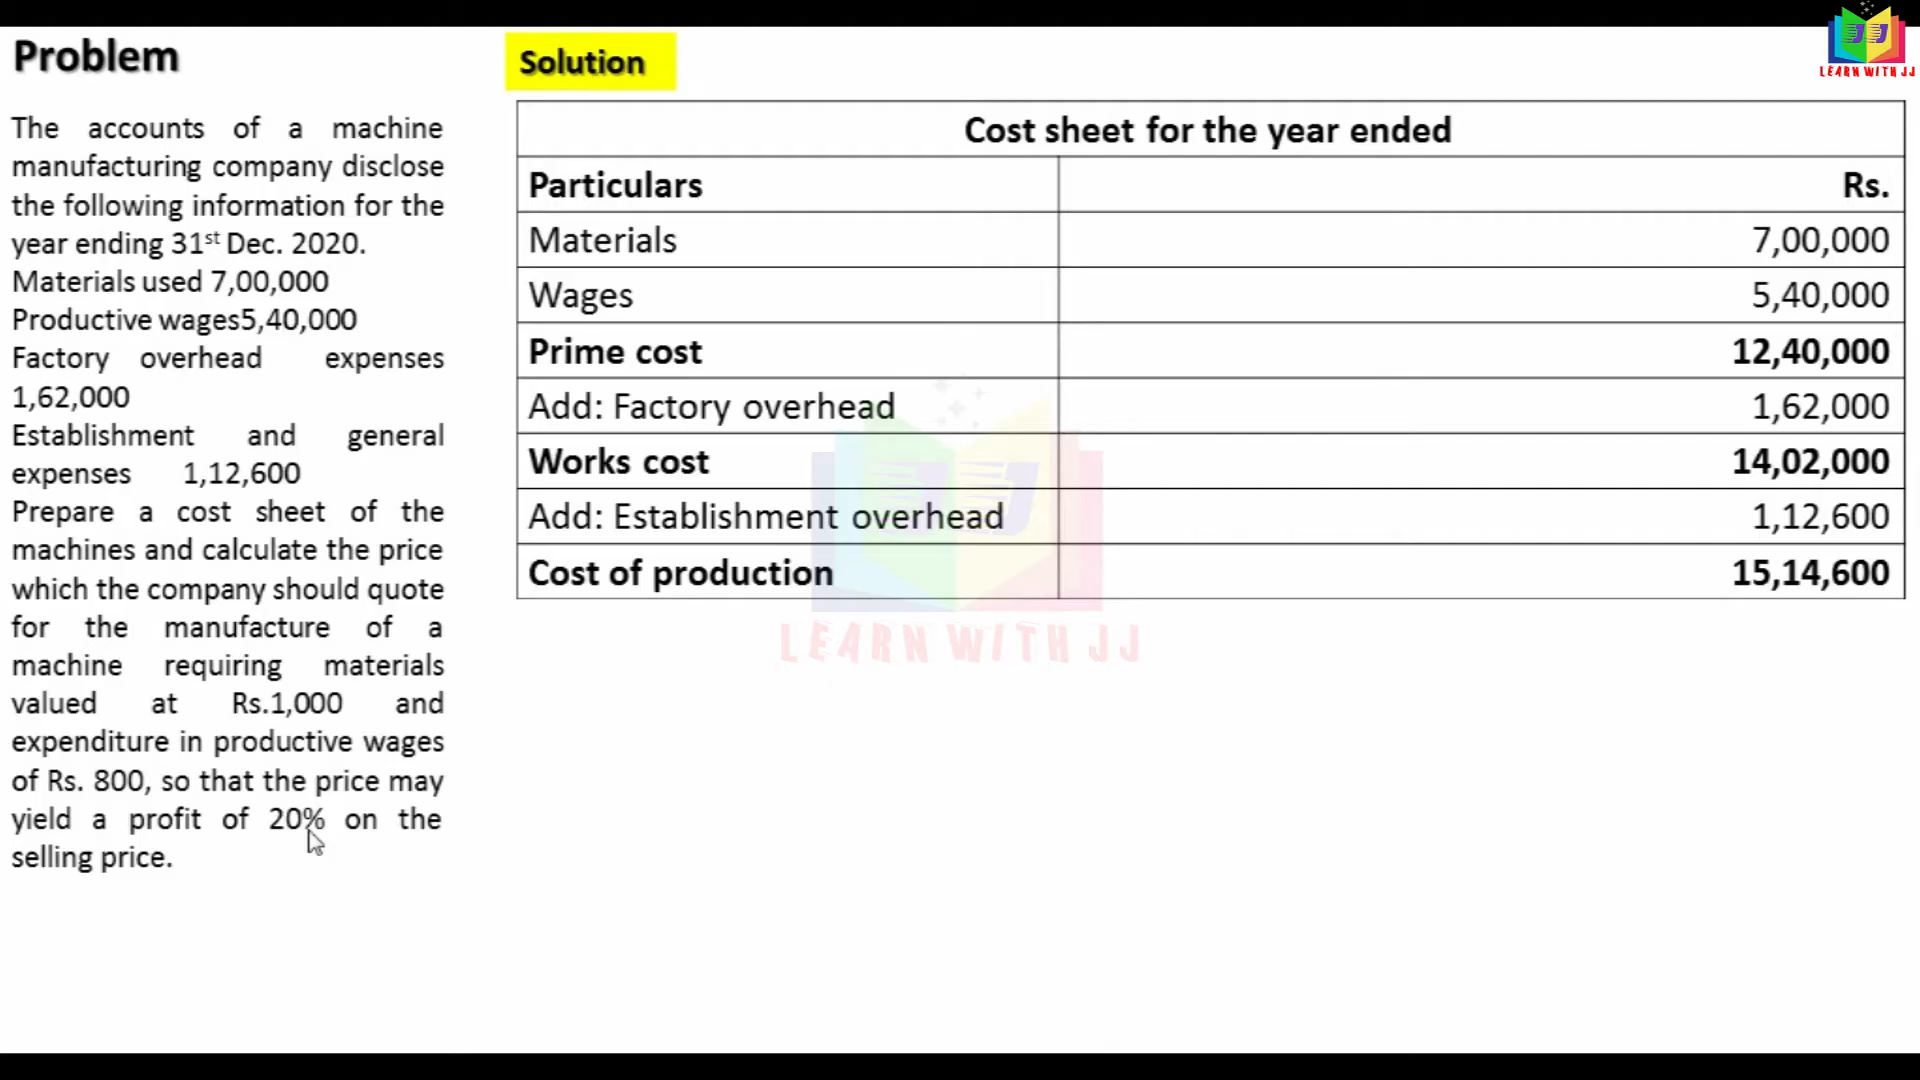 Problem
The accounts of a machine
manufacturing company disclose
the following information for the
year ending 31st Dec. 2020.
Materials used 7,00,000
Productive wages5,40,000
Factory overhead expenses
1,62,000
Establishment and general
expenses 1,12,600
Prepare a cost sheet of the
machines and calculate the price
which the company should quote
for the manufacture of a
machine requiring materials
valued at Rs.1,000 and
expenditure in productive wages
of Rs. 800, so that the price may
yield a profit of 20% on the
selling price.
Solution
Cost sheet for the year ended
Particulars Rs.
Materials 7,00,000
Wages 5,40,000
Prime cost 12,40,000
Add: Factory overhead 1,62,000
Works cost 14,02,000
Add: Establishment overhead 1,12,600
Cost of production 15,14,600
JJ
LEARN WITH JJ
JJ
LEARN WITH JJ